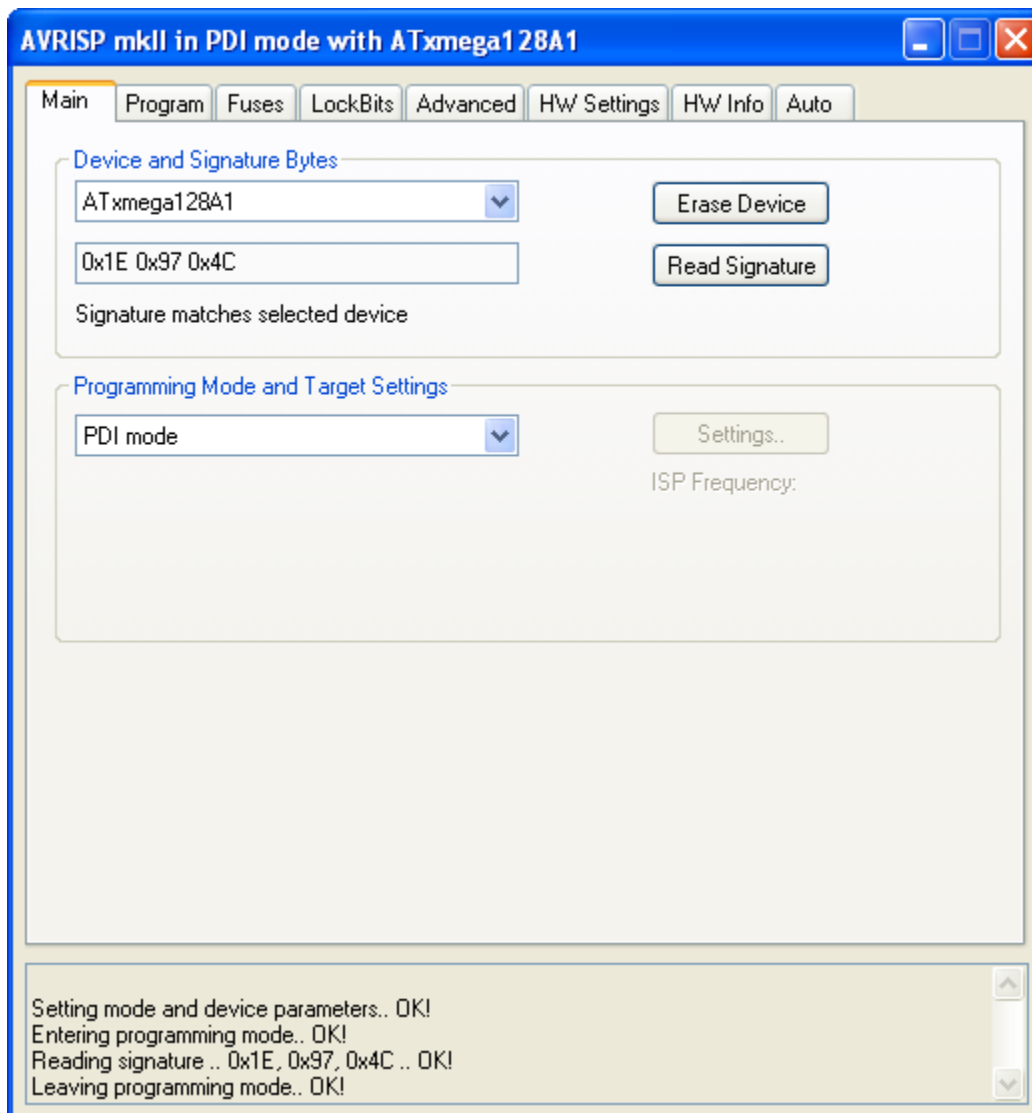 AVRISP mkII in PDI mode with ATxmega128A1
Main Program Fuses LockBits Advanced HW Settings HW Info Auto
Device and Signature Bytes
ATxmega128A1 Erase Device
0x1E 0x97 0x4C Read Signature
Signature matches selected device
Programming Mode and Target Settings
PDI mode Settings..
ISP Frequency:
Setting mode and device parameters.. OK!
Entering programming mode.. OK!
Reading signature .. 0x1E, 0x97, 0x4C .. OK!
Leaving programming mode.. OK!